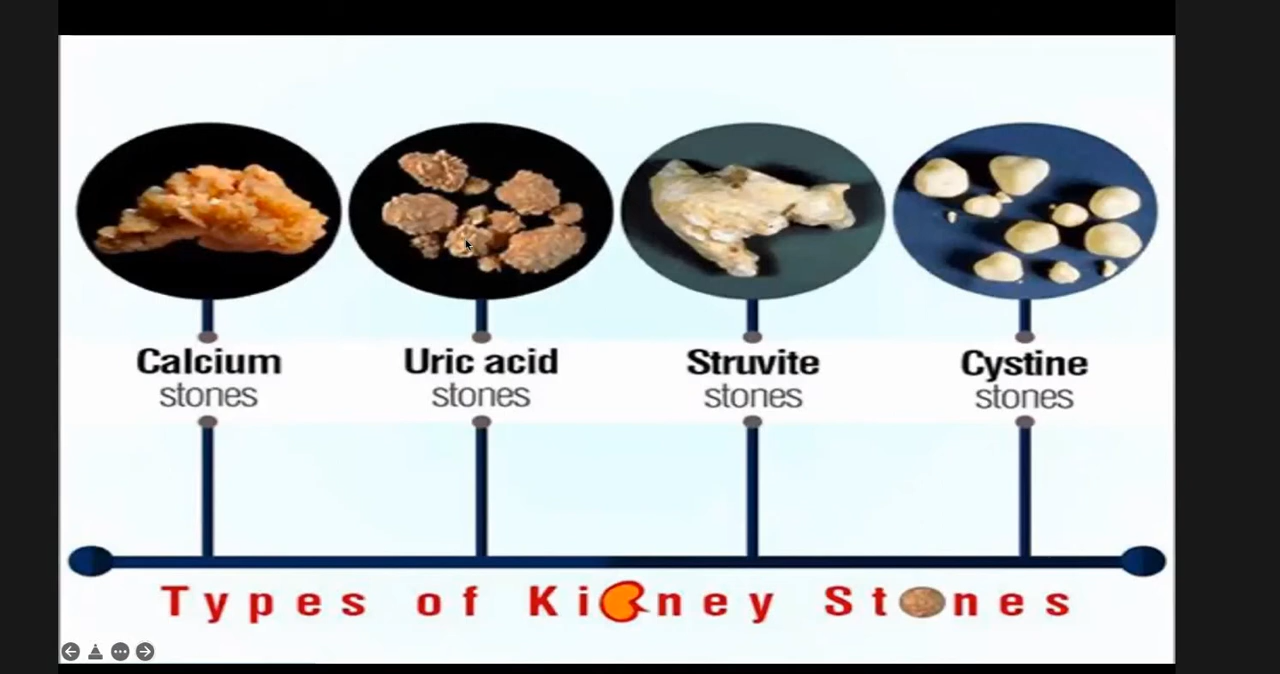 Calcium
stones
Uric acid
stones
Struvite
stones
Cystine
stones
Types of Kidney Stones